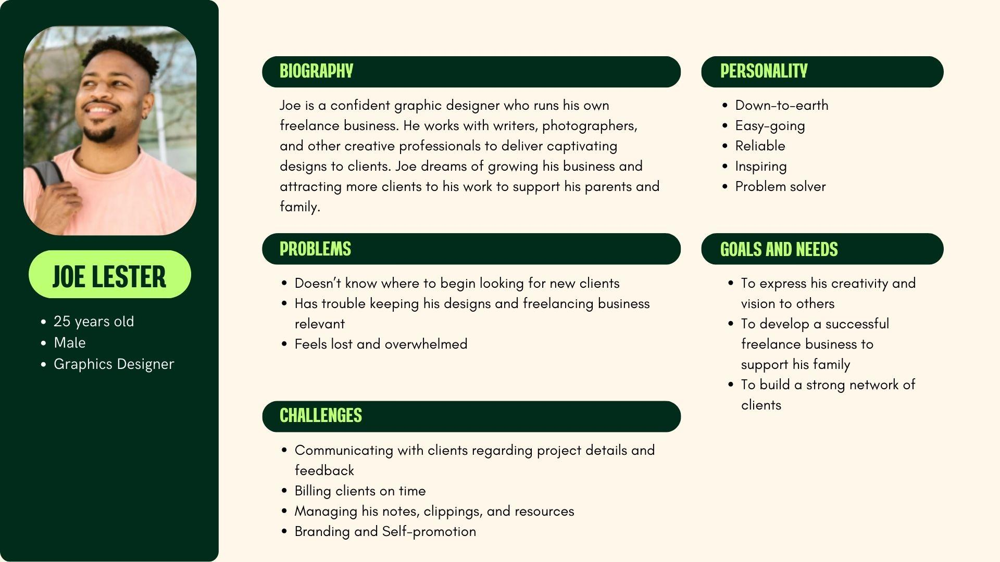 JOE LESTER
25 years old
Male
Graphics Designer
BIOGRAPHY
Joe is a confident graphic designer who runs his own
freelance business. He works with writers, photographers,
and other creative professionals to deliver captivating
designs to clients. Joe dreams of growing his business and
attracting more clients to his work to support his parents and
family.
PERSONALITY
Down-to-earth
Easy-going
Reliable
Inspiring
Problem solver
PROBLEMS
Doesn’t know where to begin looking for new clients
Has trouble keeping his designs and freelancing business
relevant
Feels lost and overwhelmed
GOALS AND NEEDS
To express his creativity and
vision to others
To develop a successful
freelance business to
support his family
To build a strong network of
clients
CHALLENGES
Communicating with clients regarding project details and
feedback
Billing clients on time
Managing his notes, clippings, and resources
Branding and Self-promotion